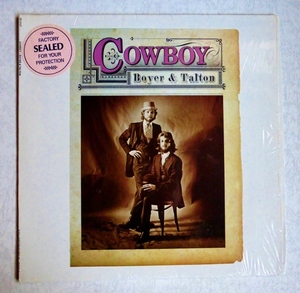 FACTORY
SEALED
FOR YOUR
PROTECTION
COWBOY
Boyer & Talton